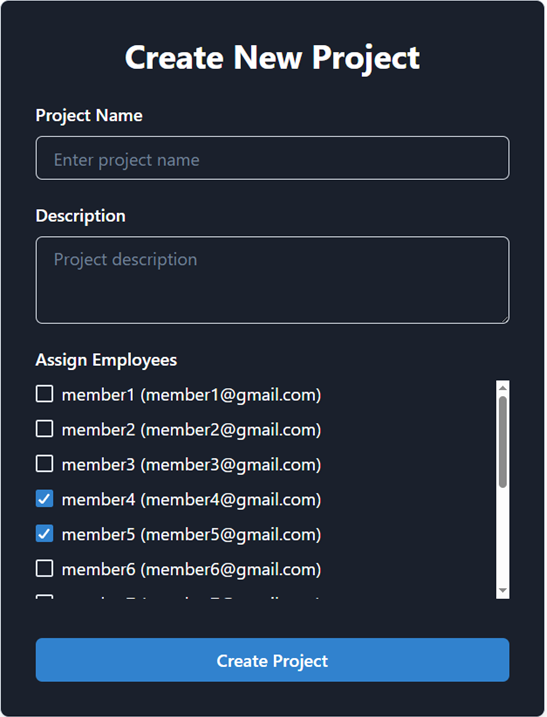 Create New Project
Project Name
Enter project name
Description
Project description
Assign Employees
member1 (member1@gmail.com)
member2 (member2@gmail.com)
member3 (member3@gmail.com)
member4 (member4@gmail.com)
member5 (member5@gmail.com)
member6 (member6@gmail.com)
Create Project